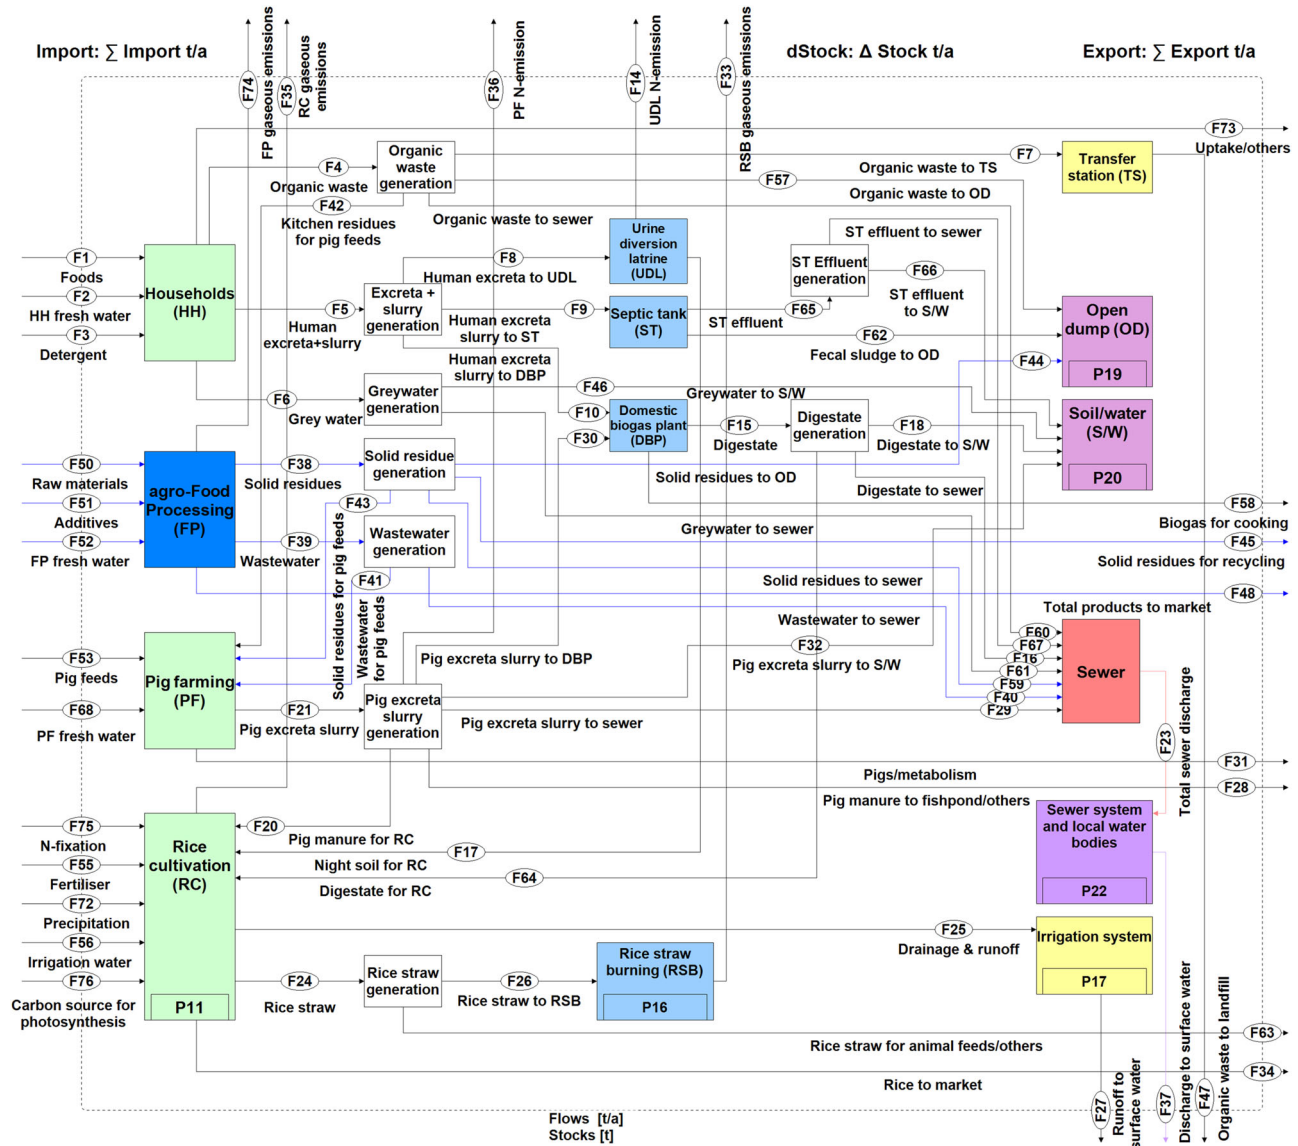 Import: ∑ Import t/a
dStock: Δ Stock t/a
Export: ∑ Export t/a
F74
FP gaseous emissions
F35
RC gaseous
emissions
F36
PF N-emission
F14
UDL N-emission
F33
RSB gaseous emissions
F73
Uptake/others
F4
Organic waste
Organic
waste
generation
F7
Organic waste to TS
Transfer
station (TS)
F57
Organic waste to OD
F42
Kitchen residues
for pig feeds
Organic waste to sewer
F1
Foods
F2
HH fresh water
F3
Detergent
Households
(HH)
F5
Human
excreta+slurry
Excreta +
slurry
generation
F8
Human excreta to UDL
Urine
diversion
latrine
(UDL)
F9
Human excreta
slurry to ST
Septic tank
(ST)
Human excreta
slurry to DBP
ST effluent to sewer
ST Effluent
generation
F66
ST effluent
to S/W
F65
ST effluent
F62
Fecal sludge to OD
Open
dump (OD)
P19
F44
F6
Grey water
Greywater
generation
F46
Greywater to S/W
F10
F30
Domestic
biogas plant
(DBP)
F15
Digestate
Digestate
generation
F18
Digestate to S/W
Soil/water
(S/W)
P20
F50
Raw materials
F51
Additives
F52
FP fresh water
agro-Food
Processing
(FP)
F38
Solid residues
Solid residue
generation
F43
Solid residues to OD
Digestate to sewer
F58
Biogas for cooking
F39
Wastewater
Wastewater
generation
F41
Greywater to sewer
F45
Solid residues for recycling
Solid residues to sewer
F48
Total products to market
Solid residues for pig feeds
Wastewater
for pig feeds
Wastewater to sewer
F53
Pig feeds
F68
PF fresh water
Pig farming
(PF)
F21
Pig excreta slurry
Pig excreta
slurry
generation
Pig excreta slurry to DBP
F32
Pig excreta slurry to S/W
Pig excreta slurry to sewer
F60
F67
F16
F61
F59
F40
F29
Sewer
F23
Total sewer discharge
F31
Pigs/metabolism
F28
Pig manure to fishpond/others
F75
N-fixation
F55
Fertiliser
F72
Precipitation
F56
Irrigation water
F76
Carbon source for
photosynthesis
Rice
cultivation
(RC)
P11
F20
Pig manure for RC
F17
Night soil for RC
F64
Digestate for RC
Sewer system
and local water
bodies
P22
F25
Drainage & runoff
Irrigation system
P17
F24
Rice straw
Rice straw
generation
F26
Rice straw to RSB
Rice straw
burning (RSB)
P16
F63
Rice straw for animal feeds/others
F34
Rice to market
F27
Runoff to
surface water
F37
Discharge to surface water
F47
Organic waste to landfill
Flows [t/a]
Stocks [t]